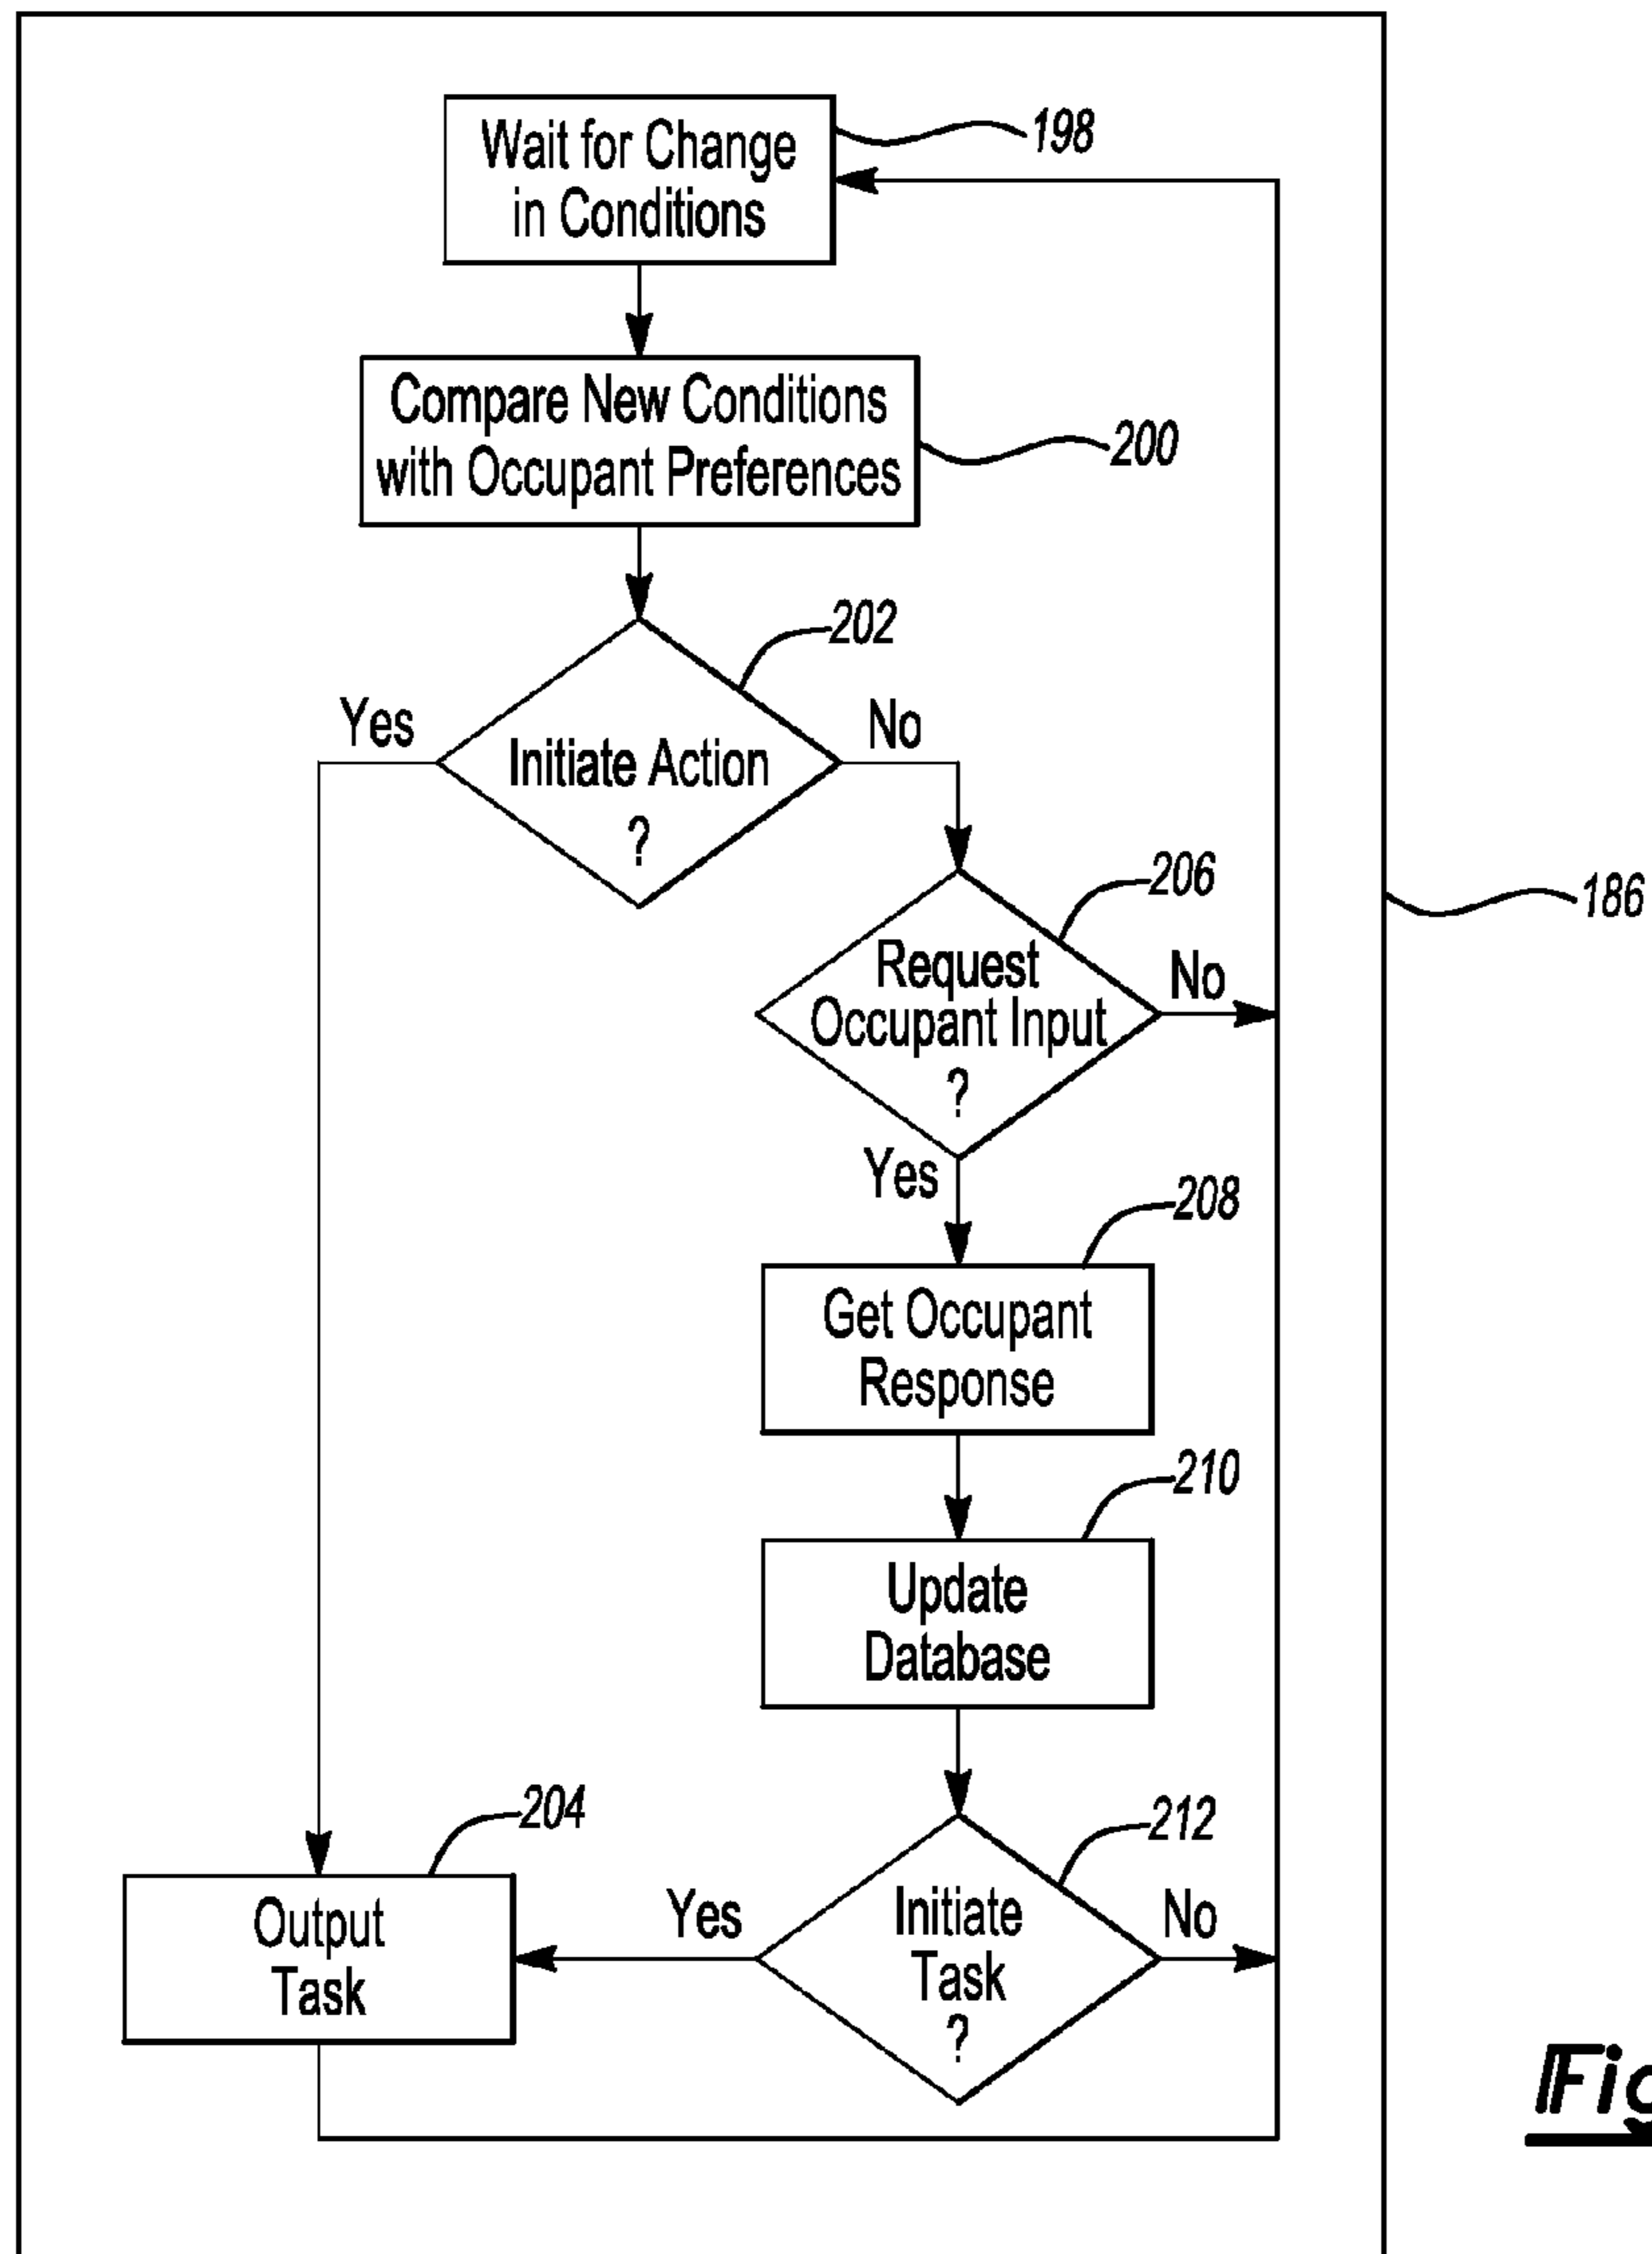 Wait for Change
in Conditions
198
Compare New Conditions
with Occupant Preferences
200
202
Yes
No
Initiate Action
?
206
186
Request
Occupant Input
?
No
Yes
208
Get Occupant
Response
210
Update
Database
204
212
Output
Task
Yes
Initiate
Task
?
No